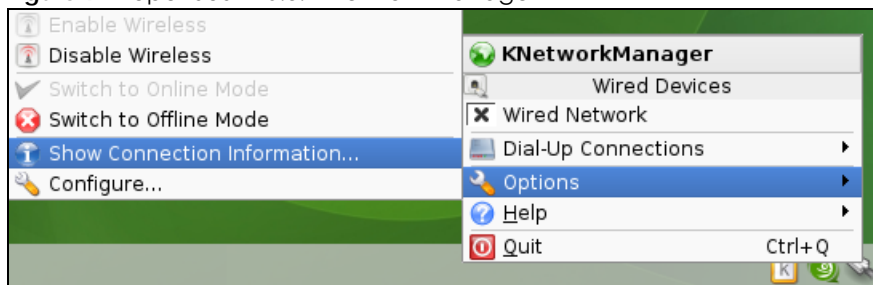 Enable Wireless
Disable Wireless
Switch to Online Mode
Switch to Offline Mode
Show Connection Information...
Configure...
KNetworkManager
Wired Devices
Wired Network
Dial-Up Connections
Options
Help
Quit Ctrl+Q
K